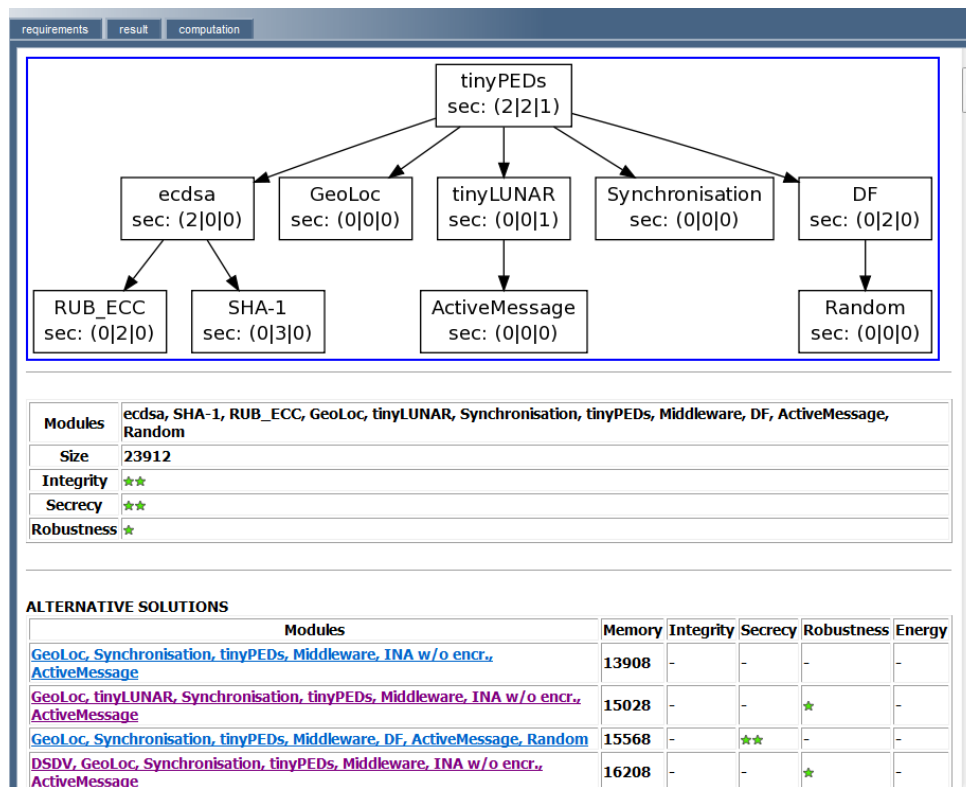 requirements result computation
tinyPEDs
sec: (2|2|1)
ecdsa GeoLoc tinyLUNAR Synchronisation DF
sec: (2|0|0) sec: (0|0|0) sec: (0|0|1) sec: (0|0|0) sec: (0|2|0)
RUB_ECC SHA-1 ActiveMessage Random
sec: (0|2|0) sec: (0|3|0) sec: (0|0|0) sec: (0|0|0)
Modules ecdsa, SHA-1, RUB_ECC, GeoLoc, tinyLUNAR, Synchronisation, tinyPEDs, Middleware, DF, ActiveMessage,
Random
Size 23912
Integrity
Secrecy
Robustness
ALTERNATIVE SOLUTIONS
Modules Memory Integrity Secrecy Robustness Energy
GeoLoc, Synchronisation, tinyPEDs, Middleware, INA w/o encr.,
ActiveMessage 13908 - - - -
GeoLoc, tinyLUNAR, Synchronisation, tinyPEDs, Middleware, INA w/o encr.,
ActiveMessage 15028 - - -
GeoLoc, Synchronisation, tinyPEDs, Middleware, DF, ActiveMessage, Random 15568 - - -
DSDV, GeoLoc, Synchronisation, tinyPEDs, Middleware, INA w/o encr.,
ActiveMessage 16208 - - -